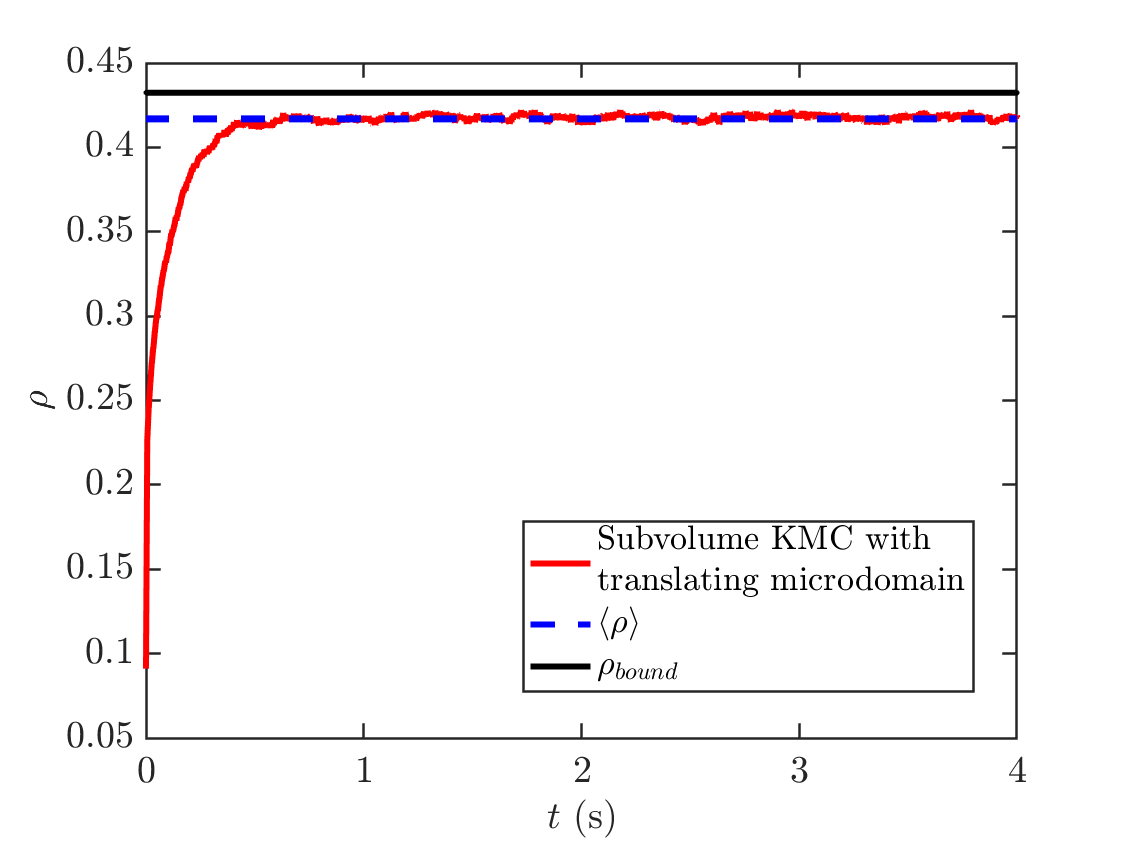 0.45
0.4
0.35
0.3
0.25
0.2
0.15
0.1
0.05
ρ
0 1 2 3 4
t (s)
Subvolume KMC with
translating microdomain
⟨ρ⟩
ρ_bound